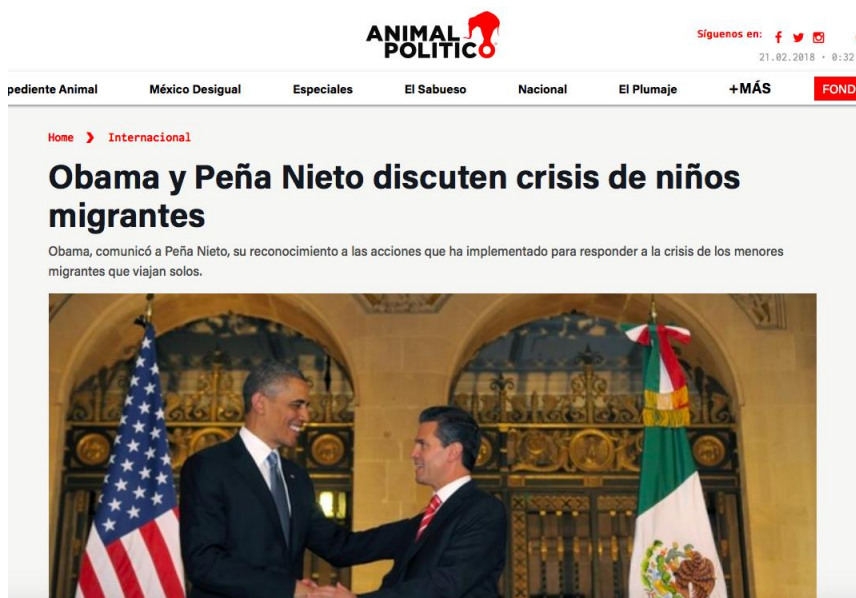 ANIMAL
POLITICO
Síguenos en:
21.02.2018 · 0:32
pediente Animal México Desigual Especiales El Sabueso Nacional El Plumaje +MÁS FOND
Home ❯ Internacional
Obama y Peña Nieto discuten crisis de niños
migrantes
Obama, comunicó a Peña Nieto, su reconocimiento a las acciones que ha implementado para responder a la crisis de los menores
migrantes que viajan solos.